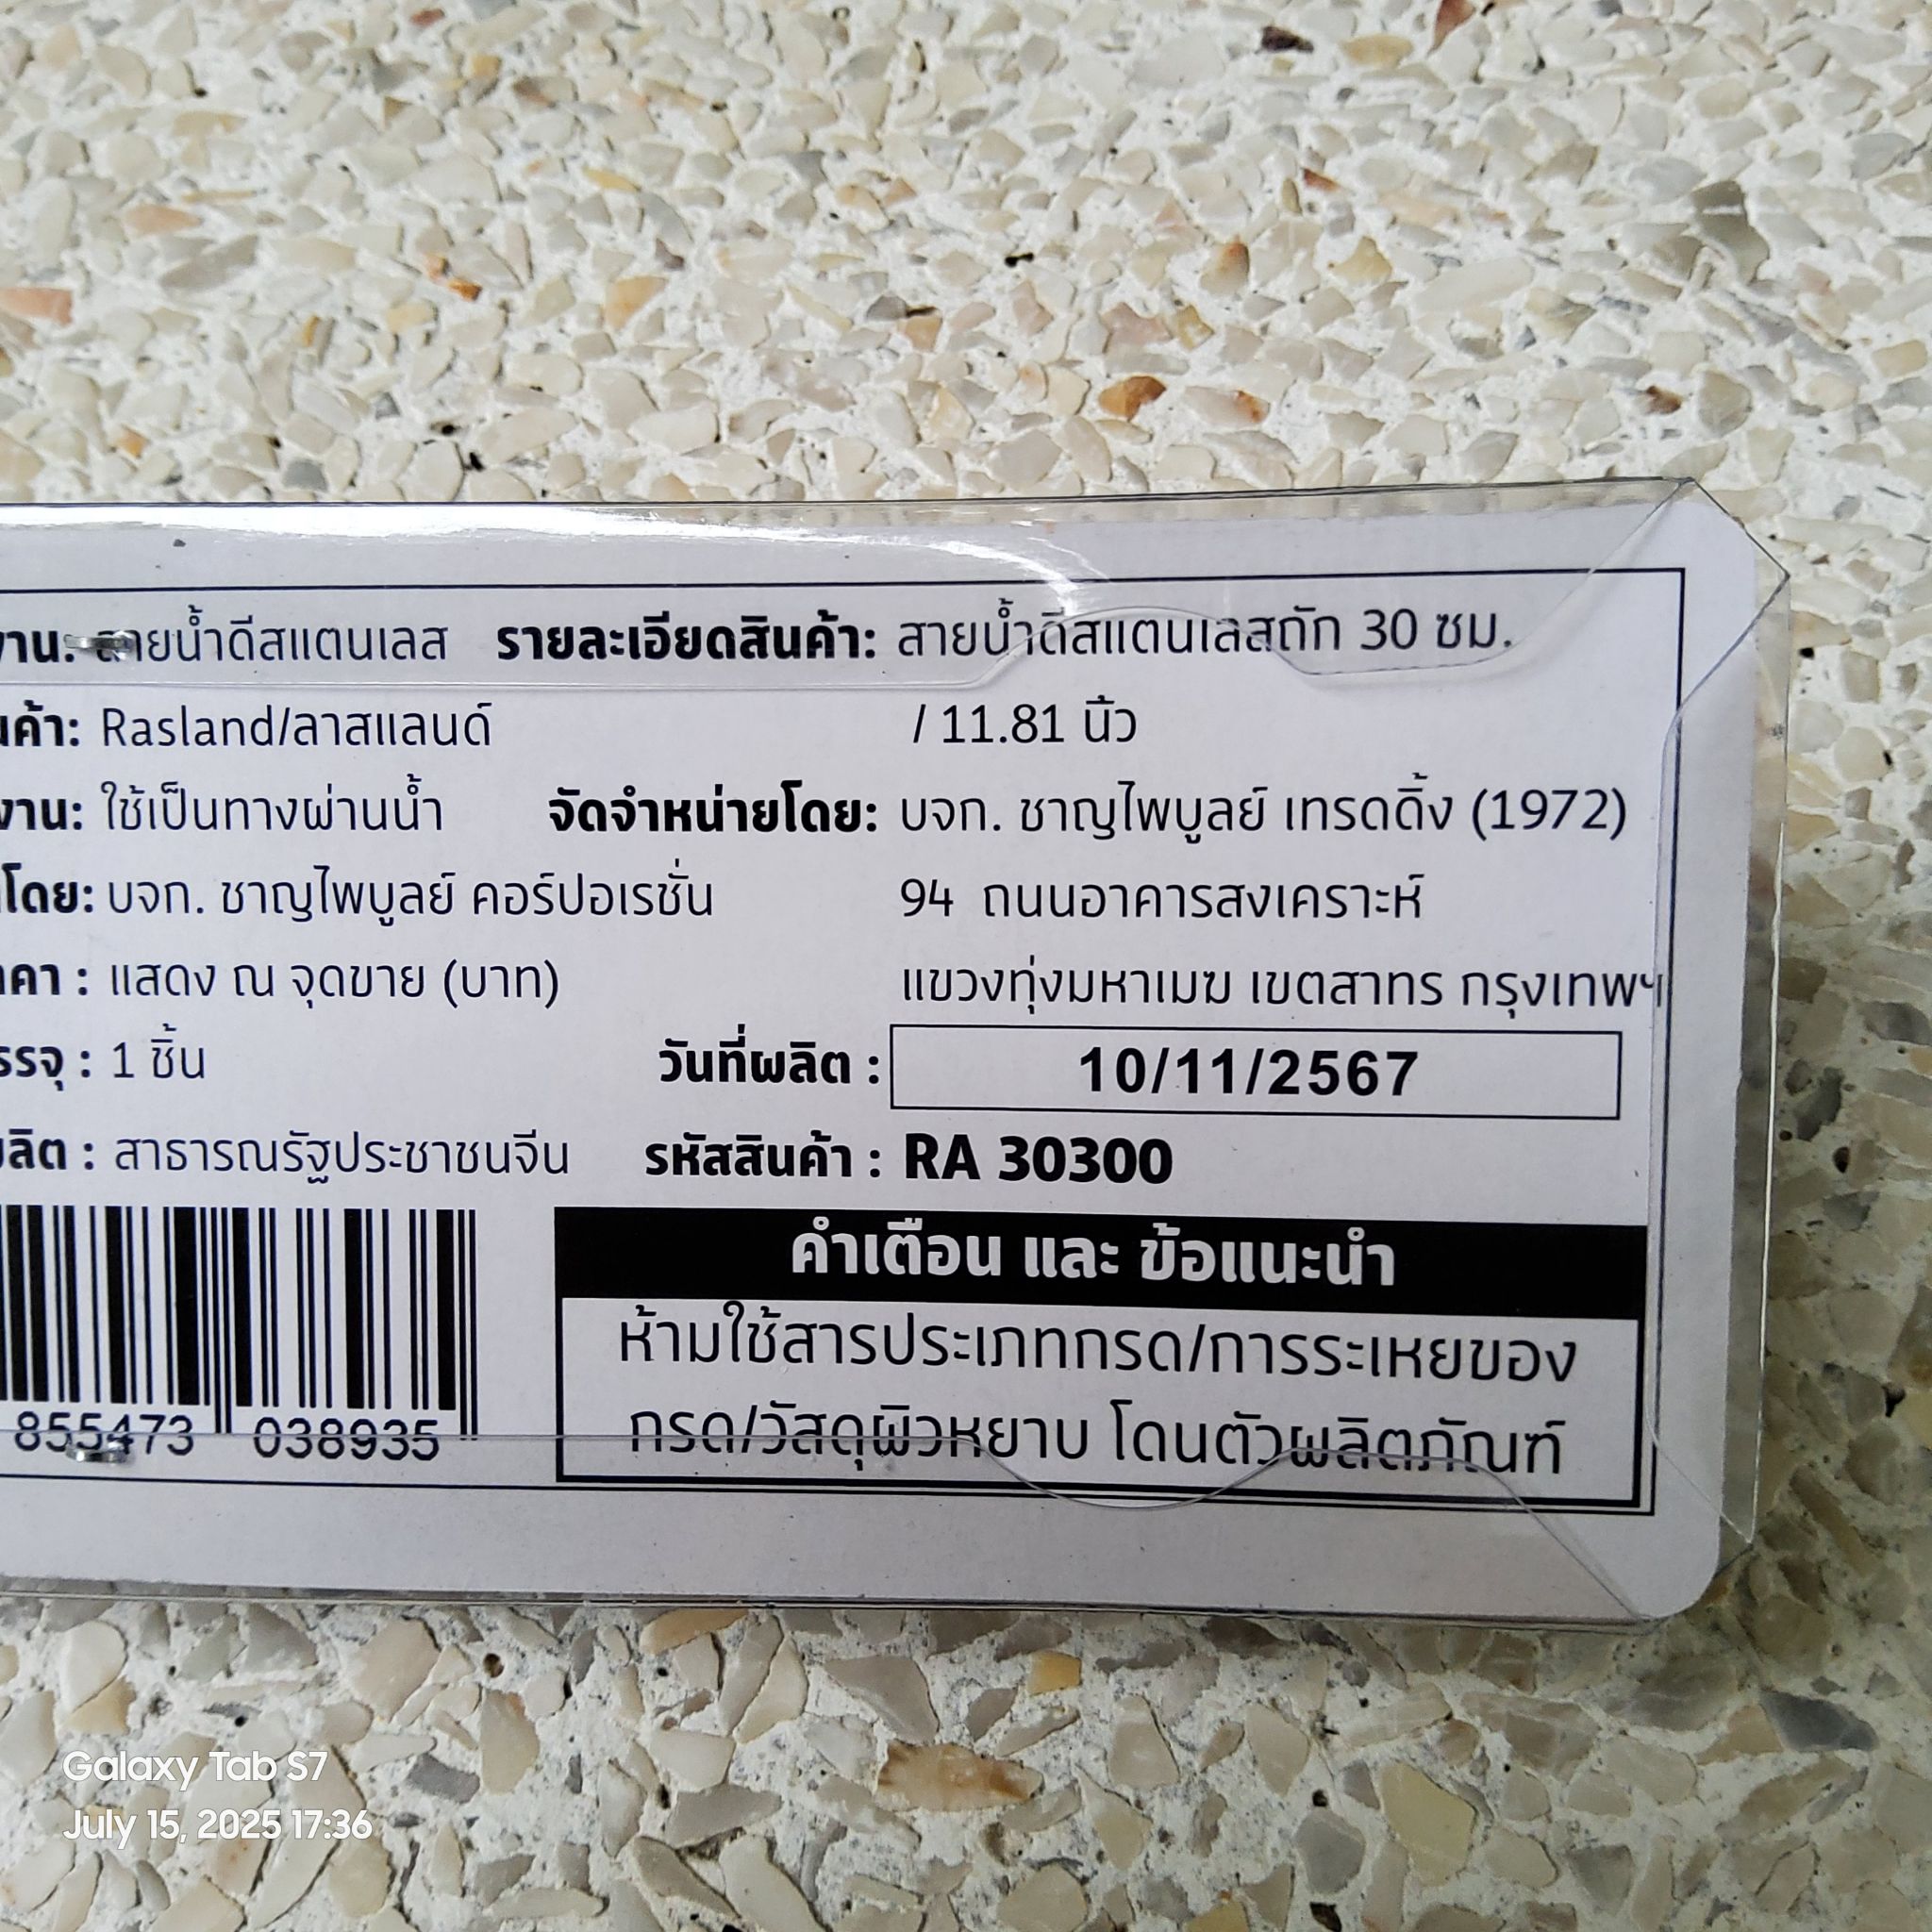 งาน: สายน้ำดีสแตนเลส รายละเอียดสินค้า: สายน้ำดีสแตนเลสถัก 30 ซม.
นค้า: Rasland/ลาสแลนด์ / 11.81 นิ้ว
งาน: ใช้เป็นทางผ่านน้ำ จัดจำหน่ายโดย: บจก. ชาญไพบูลย์ เทรดดิ้ง (1972)
โดย: บจก. ชาญไพบูลย์ คอร์ปอเรชั่น 94 ถนนอาคารสงเคราะห์
าคา : แสดง ณ จุดขาย (บาท) แขวงทุ่งมหาเมฆ เขตสาทร กรุงเทพฯ
รรจุ : 1 ชิ้น วันที่ผลิต : 10/11/2567
ผลิต : สาธารณรัฐประชาชนจีน รหัสสินค้า : RA 30300
คำเตือน และ ข้อแนะนำ
ห้ามใช้สารประเภทกรด/การระเหยของ
กรด/วัสดุผิวหยาบ โดนตัวผลิตภัณฑ์
855473 038935
Galaxy Tab S7
July 15, 2025 17:36